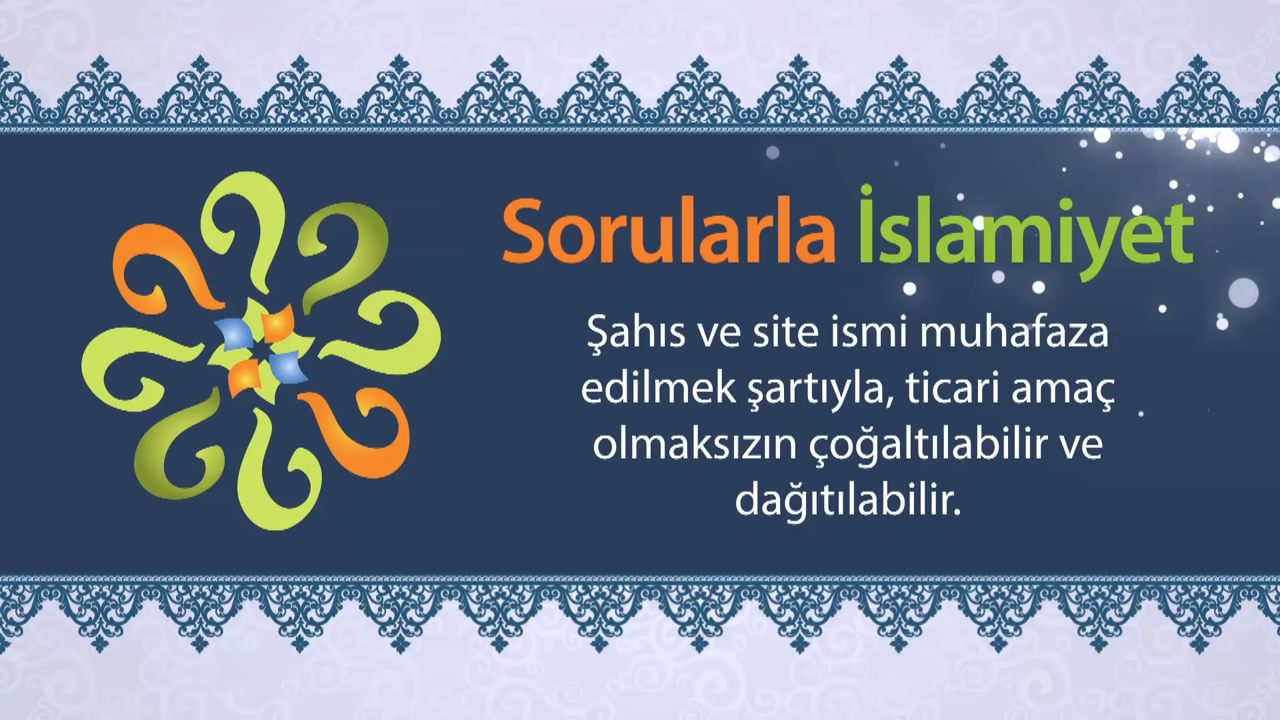 Sorularla İslamiyet
Şahıs ve site ismi muhafaza
edilmek şartıyla, ticari amaç
olmaksızın çoğaltılabilir ve
dağıtılabilir.